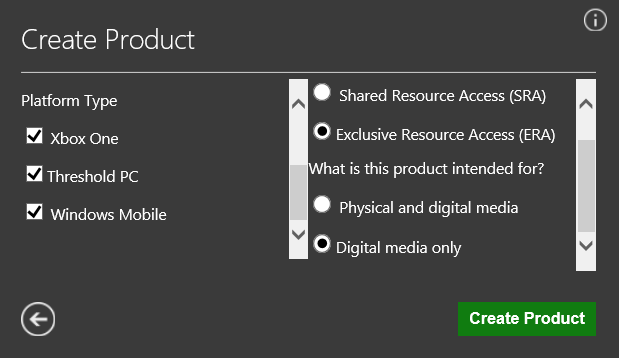 Create Product
Platform Type
Xbox One
Threshold PC
Windows Mobile
Shared Resource Access (SRA)
Exclusive Resource Access (ERA)
What is this product intended for?
Physical and digital media
Digital media only
Create Product